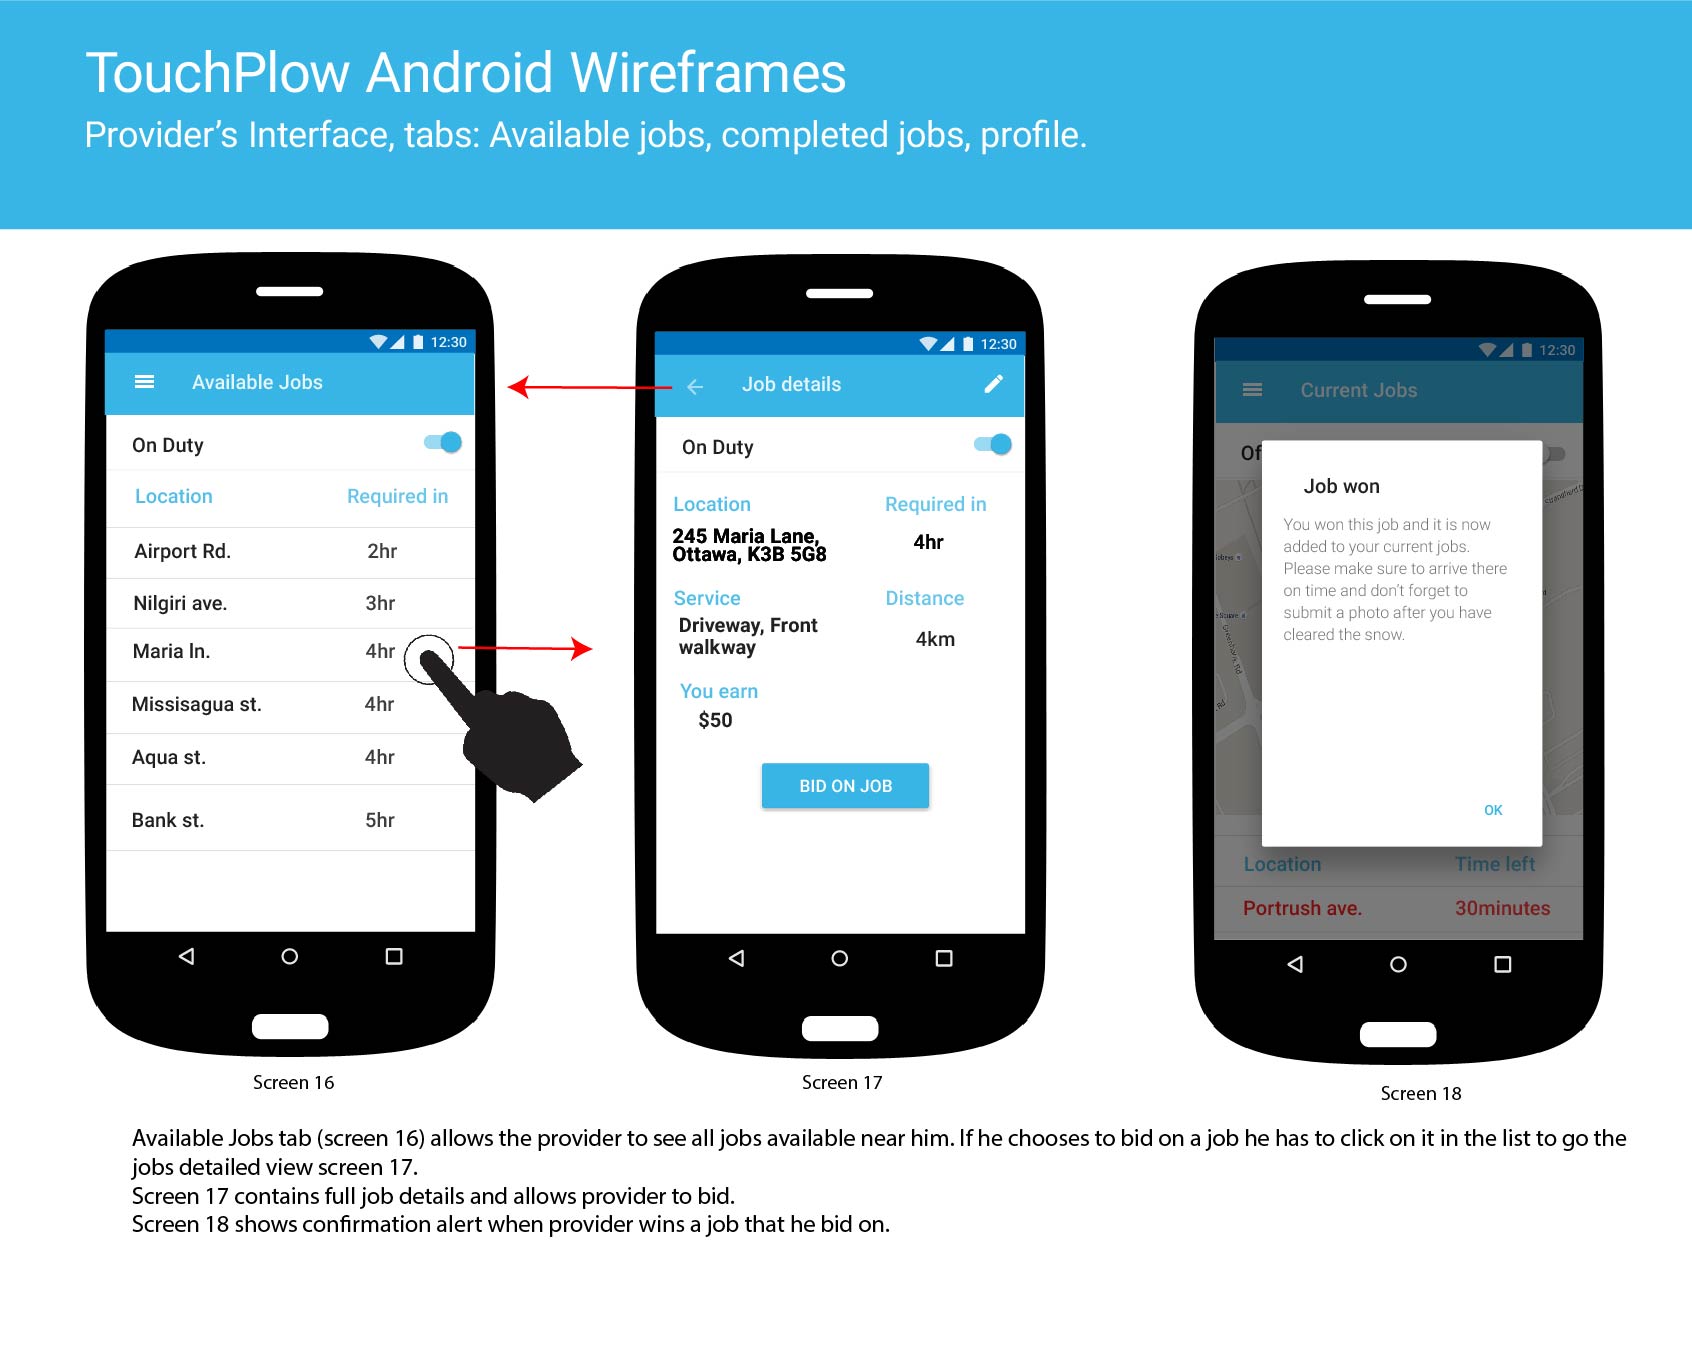 TouchPlow Android Wireframes
Provider's Interface, tabs: Available jobs, completed jobs, profile.
12:30
Available Jobs
On Duty
Location Required in
Airport Rd. 2hr
Nilgiri ave. 3hr
Maria ln. 4hr
Missisagua st. 4hr
Aqua st. 4hr
Bank st. 5hr
Screen 16
12:30
Job details
On Duty
Location Required in
245 Maria Lane, 4hr
Ottawa, K3B 5G8
Service Distance
Driveway, Front 4km
walkway
You earn
$50
BID ON JOB
Screen 17
12:30
Current Jobs
Of
Job won
You won this job and it is now
added to your current jobs.
Please make sure to arrive there
on time and don't forget to
submit a photo after you have
cleared the snow.
OK
Location Time left
Portrush ave. 30minutes
Screen 18
Available Jobs tab (screen 16) allows the provider to see all jobs available near him. If he chooses to bid on a job he has to click on it in the list to go the
jobs detailed view screen 17.
Screen 17 contains full job details and allows provider to bid.
Screen 18 shows confirmation alert when provider wins a job that he bid on.